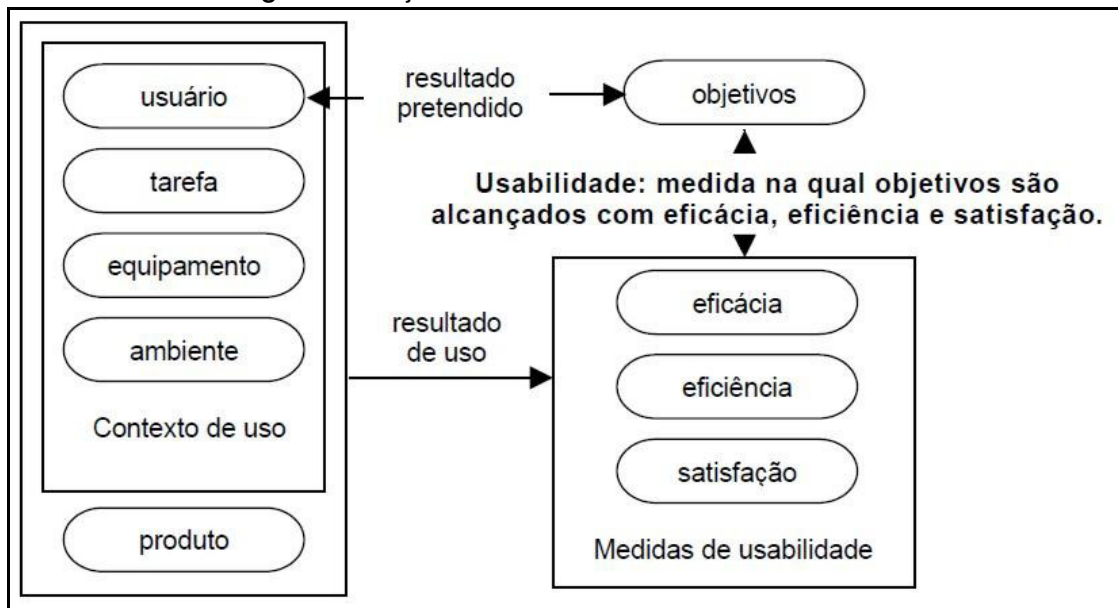 usuário
tarefa
equipamento
ambiente
Contexto de uso
produto
resultado
pretendido
objetivos
Usabilidade: medida na qual objetivos são
alcançados com eficácia, eficiência e satisfação.
resultado
de uso
eficácia
eficiência
satisfação
Medidas de usabilidade